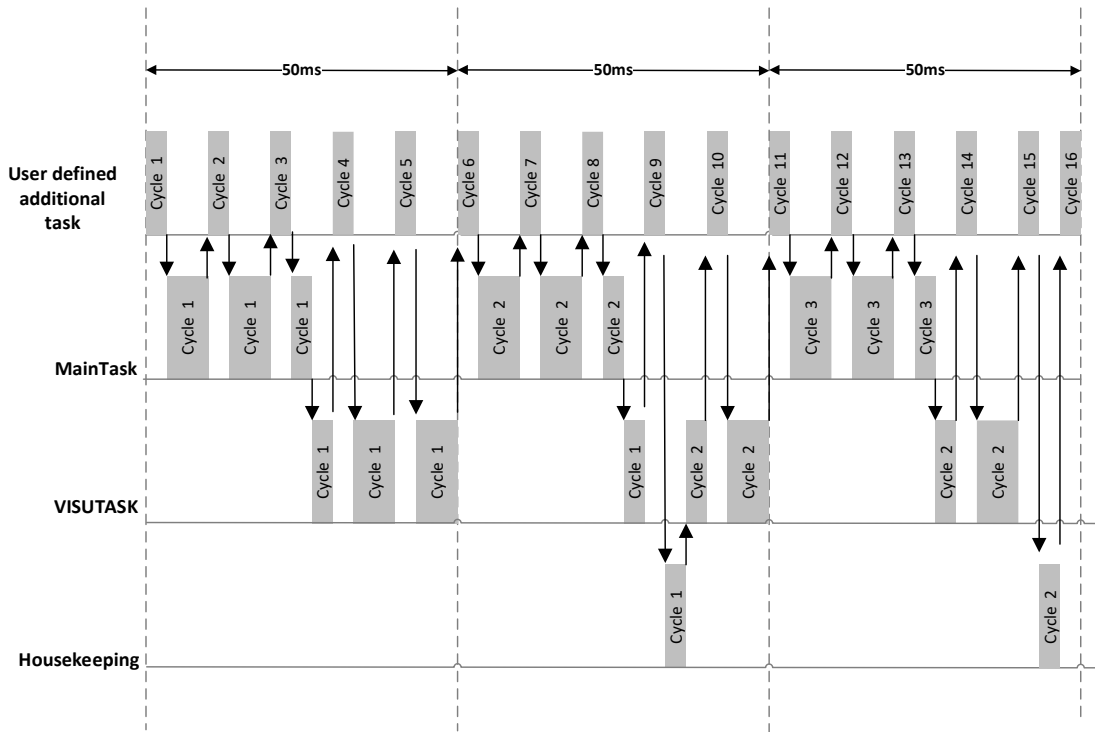 50ms
50ms
50ms
User defined
additional
task
Cycle 1
Cycle 2
Cycle 3
Cycle 4
Cycle 5
Cycle 6
Cycle 7
Cycle 8
Cycle 9
Cycle 10
Cycle 11
Cycle 12
Cycle 13
Cycle 14
Cycle 15
Cycle 16
MainTask
Cycle 1
Cycle 1
Cycle 1
Cycle 2
Cycle 2
Cycle 2
Cycle 3
Cycle 3
Cycle 3
VISUTASK
Cycle 1
Cycle 1
Cycle 1
Cycle 1
Cycle 2
Cycle 2
Cycle 2
Cycle 2
Housekeeping
Cycle 1
Cycle 2